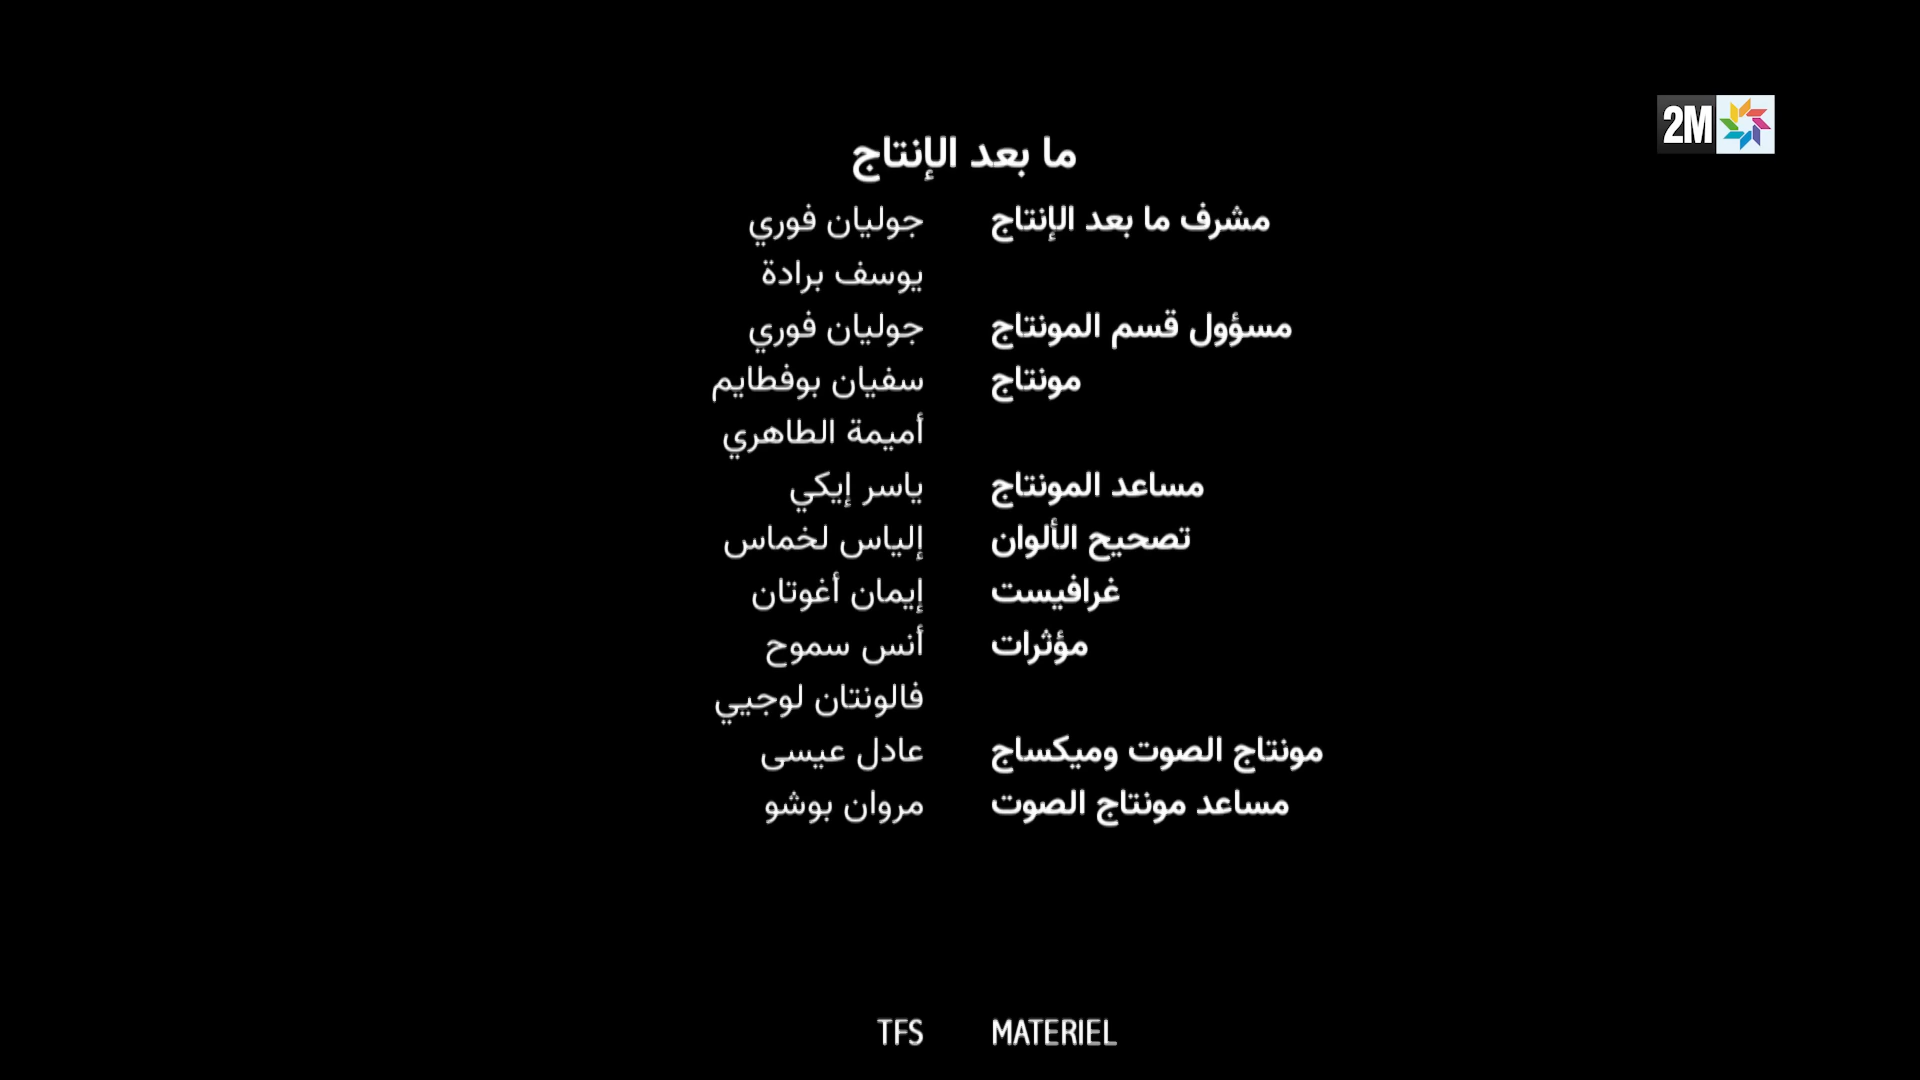 2M
ما بعد الإنتاج
مشرف ما بعد الإنتاج جوليان فوري
يوسف برادة
مسؤول قسم المونتاج جوليان فوري
مونتاج سفيان بوفطايم
أميمة الطاهري
مساعد المونتاج ياسر إيكي
تصحيح الألوان إلياس لخماس
غرافيست إيمان أغوتان
مؤثرات أنس سموح
فالونتان لوجيي
مونتاج الصوت وميكساج عادل عيسى
مساعد مونتاج الصوت مروان بوشو
TFS MATERIEL